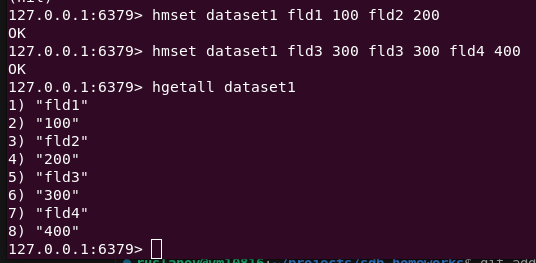 127.0.0.1:6379> hmset dataset1 fld1 100 fld2 200
OK
127.0.0.1:6379> hmset dataset1 fld3 300 fld3 300 fld4 400
OK
127.0.0.1:6379> hgetall dataset1
1) "fld1"
2) "100"
3) "fld2"
4) "200"
5) "fld3"
6) "300"
7) "fld4"
8) "400"
127.0.0.1:6379>